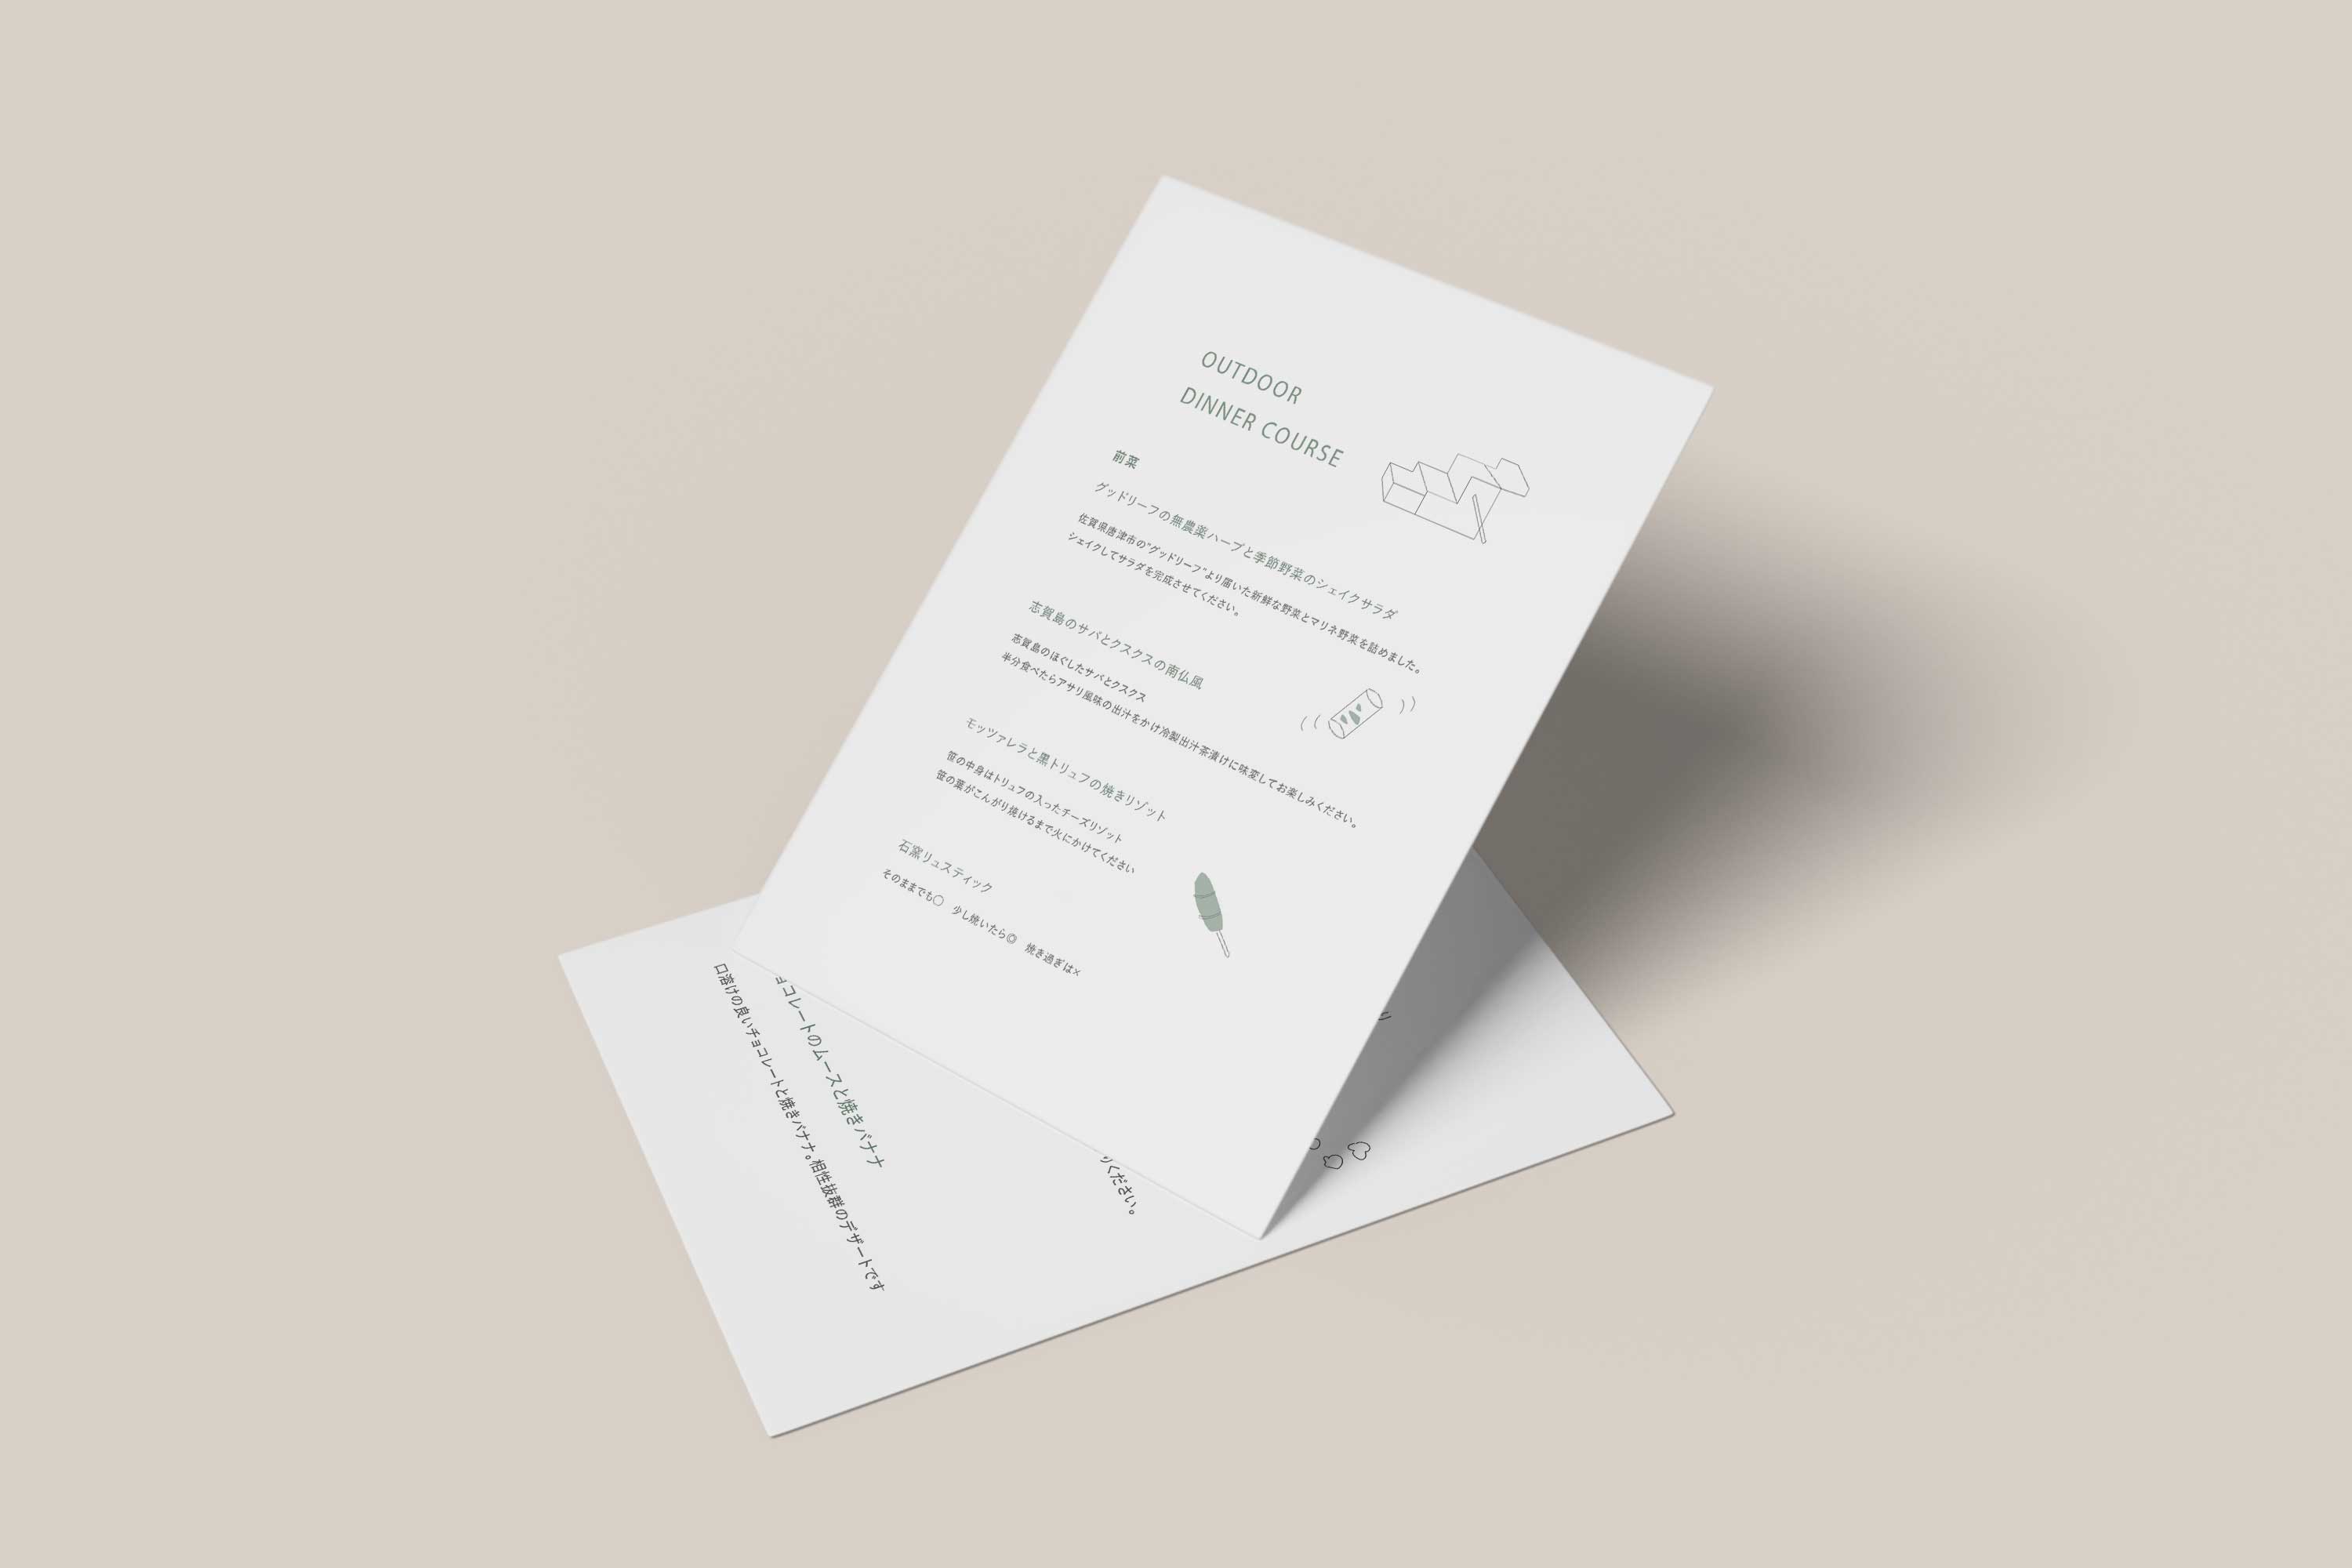 OUTDOOR
DINNER COURSE
前菜
グッドリーフの無農薬ハーブと季節野菜のシェイクサラダ
佐賀県唐津市の"グッドリーフ"より届いた新鮮な野菜とマリネ野菜を詰めました。
シェイクしてサラダを完成させてください。
志賀島のサバとクスクスの南仏風
志賀島のほぐしたサバとクスクス
半分食べたらアサリ風味の出汁をかけ冷製出汁茶漬けに味変してお楽しみください。
モッツァレラと黒トリュフの焼きリゾット
笹の中身はトリュフの入ったチーズリゾット
笹の葉がこんがり焼けるまで火にかけてください
石窯リュスティック
そのままでも〇　少し焼いたら◎　焼き過ぎは×
り
りください。
ョコレートのムースと焼きバナナ
口溶けの良いチョコレートと焼きバナナ。相性抜群のデザートです